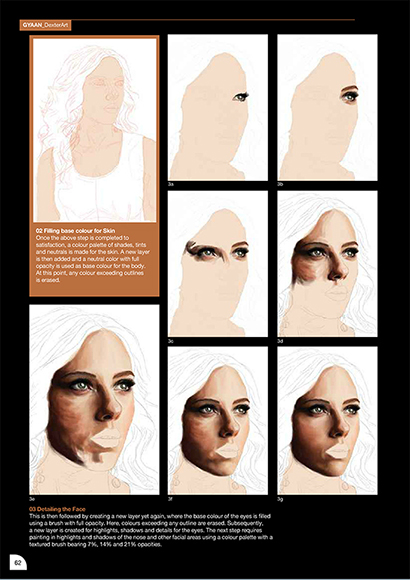 GYAAN_DexterArt
02 Filling base colour for Skin
Once the above step is completed to
satisfaction, a colour palette of shades, tints
and neutrals is made for the skin. A new layer
is then added and a neutral color with full
opacity is used as base colour for the body.
At this point, any colour exceeding outlines
is erased.
3a
3b
3c
3d
3e
3f
3g
03 Detailing the Face
This is then followed by creating a new layer yet again, where the base colour of the eyes is filled
using a brush with full opacity. Here, colours exceeding any outline are erased. Subsequently,
a new layer is created for highlights, shadows and details for the eyes. The next step requires
painting in highlights and shadows of the nose and other facial areas using a colour palette with a
textured brush bearing 7%, 14% and 21% opacities.
62